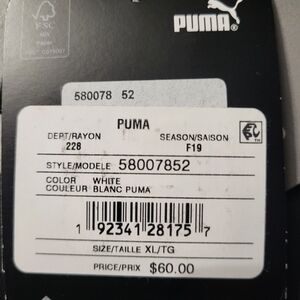 FSC
PUMA
580078 52
PUMA
DEPT/RAYON SEASON/SAISON
228 F19
STYLE/MODELE 58007852
COLOR WHITE
COULEUR BLANC PUMA
1 92341 28175 7
SIZE/TAILLE XL/TG
PRICE/PRIX $60.00